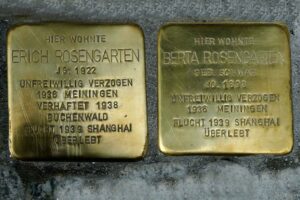 HIER WOHNTE
ERICH ROSENGARTEN
JG. 1922
UNFREIWILLIG VERZOGEN
1938 MEININGEN
VERHAFTET 1938
BUCHENWALD
FLUCHT 1939 SHANGHAI
ÜBERLEBT
HIER WOHNTE
BERTA ROSENGARTEN
GEB.
JG.
UNFREIWILLIG VERZOGEN
1938 MEININGEN
FLUCHT 1939 SHANGHAI
ÜBERLEBT